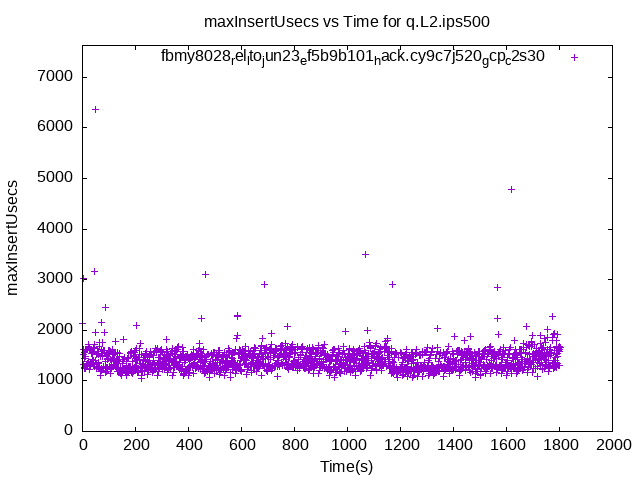 maxInsertUsecs vs Time for q.L2.ips500
fbmy8028relltojun23ef5b9b101hack.cy9c7j520gcpc2s30
7000
6000
5000
4000
3000
2000
1000
0
maxInsertUsecs
0 200 400 600 800 1000 1200 1400 1600 1800 2000
Time(s)